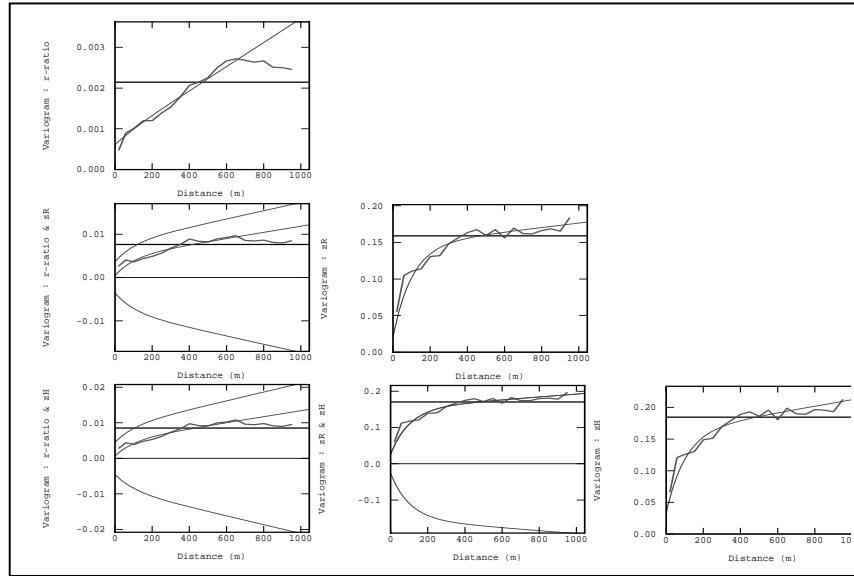 Variogram : r-ratio
0.003
0.002
0.001
0.000
0 200 400 600 800 1000
Distance (m)
Variogram : r-ratio & zR
0.01
0.00
-0.01
0 200 400 600 800 1000
Distance (m)
Variogram : zR
0.20
0.15
0.10
0.05
0.00
0 200 400 600 800 1000
Distance (m)
Variogram : r-ratio & zH
0.02
0.01
0.00
-0.01
-0.02
0 200 400 600 800 1000
Distance (m)
Variogram : zR & zH
0.2
0.1
0.0
-0.1
0 200 400 600 800 1000
Distance (m)
Variogram : zH
0.20
0.15
0.10
0.05
0.00
0 200 400 600 800 1000
Distance (m)